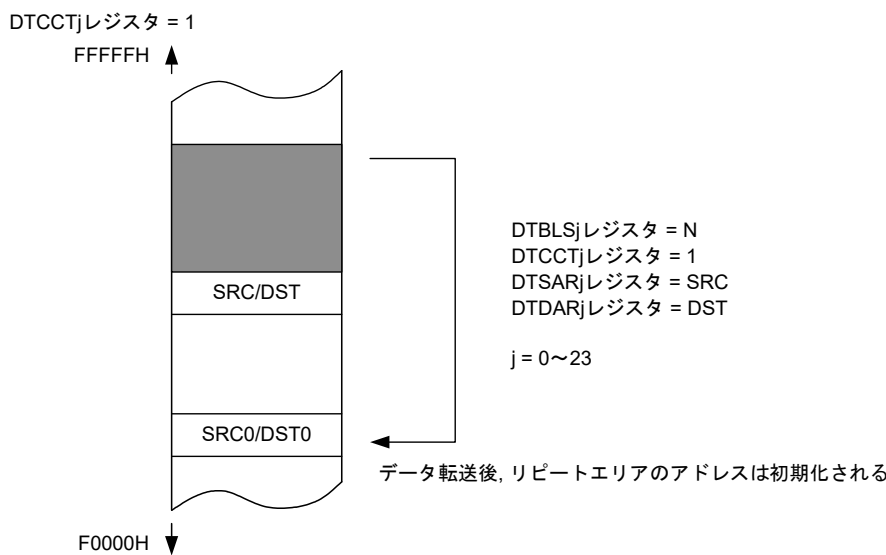 DTCCTjレジスタ = 1
FFFFFH
DTBLSjレジスタ = N
DTCCTjレジスタ = 1
DTSARjレジスタ = SRC
DTDARjレジスタ = DST
SRC/DST
j = 0～23
SRC0/DST0
データ転送後, リピートエリアのアドレスは初期化される
F0000H